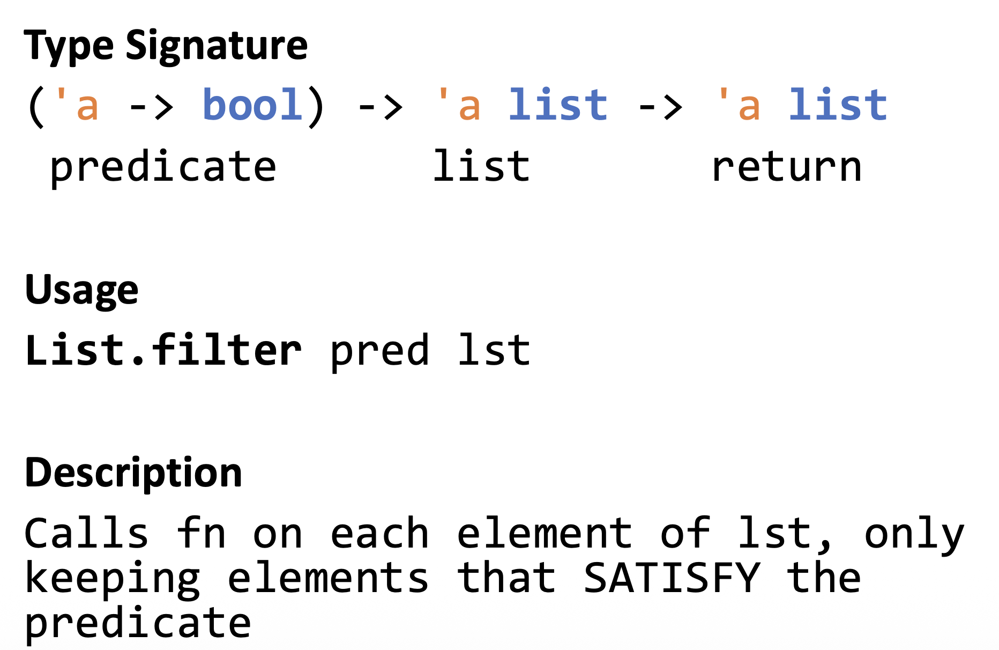 Type Signature
('a -> bool) -> 'a list -> 'a list
predicate list return
Usage
List.filter pred lst
Description
Calls fn on each element of lst, only
keeping elements that SATISFY the
predicate